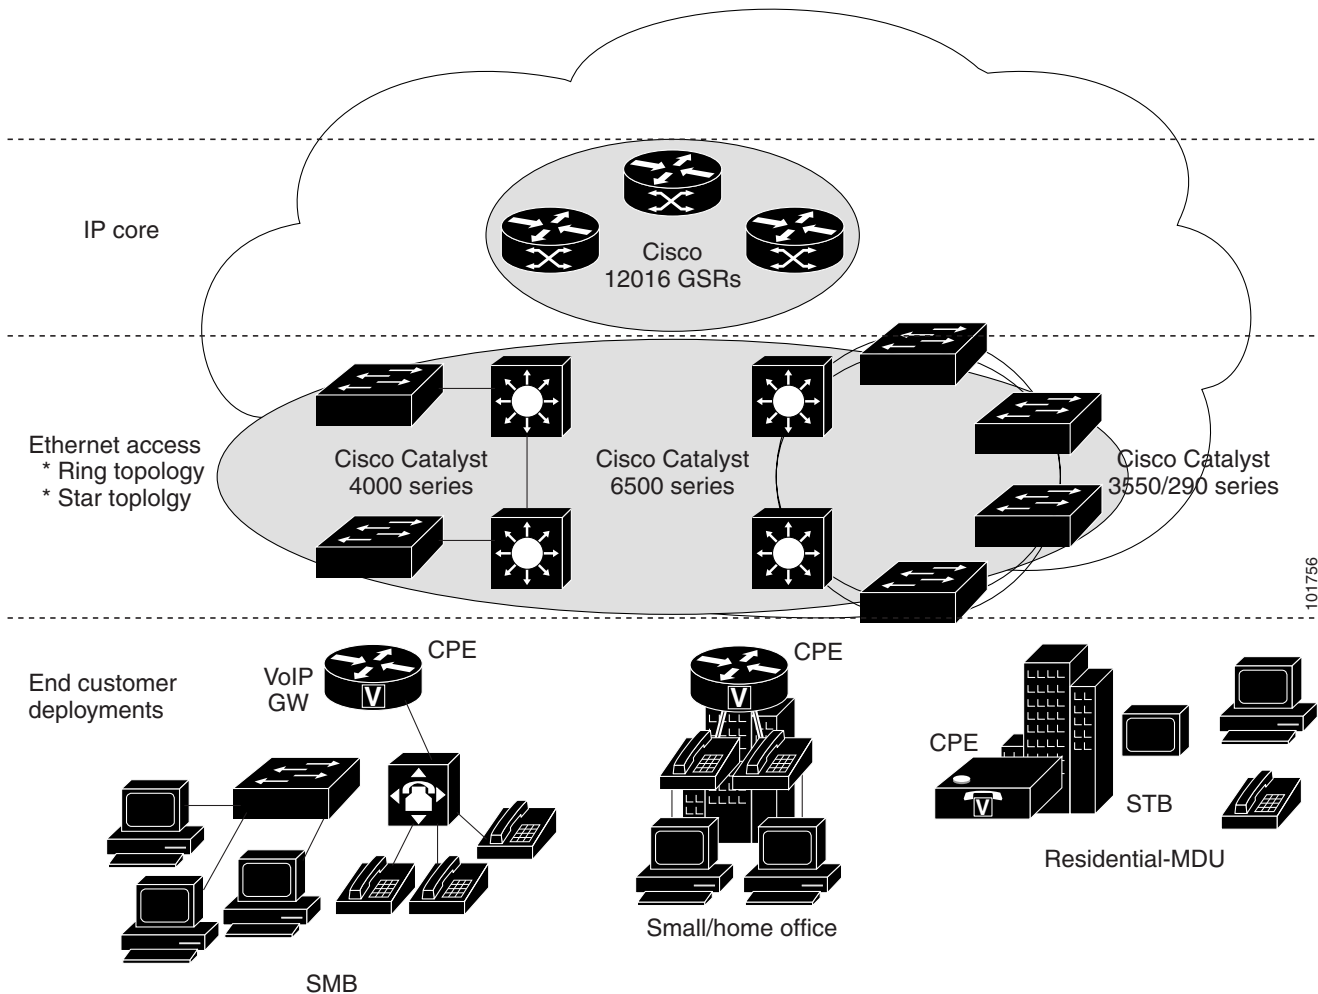 IP core
Cisco
12016 GSRs
Ethernet access
* Ring topology
* Star toplolgy
Cisco Catalyst
4000 series
Cisco Catalyst
6500 series
Cisco Catalyst
3550/290 series
101756
End customer
deployments
VoIP
GW
CPE
V
SMB
CPE
V
Small/home office
CPE
V
STB
Residential-MDU